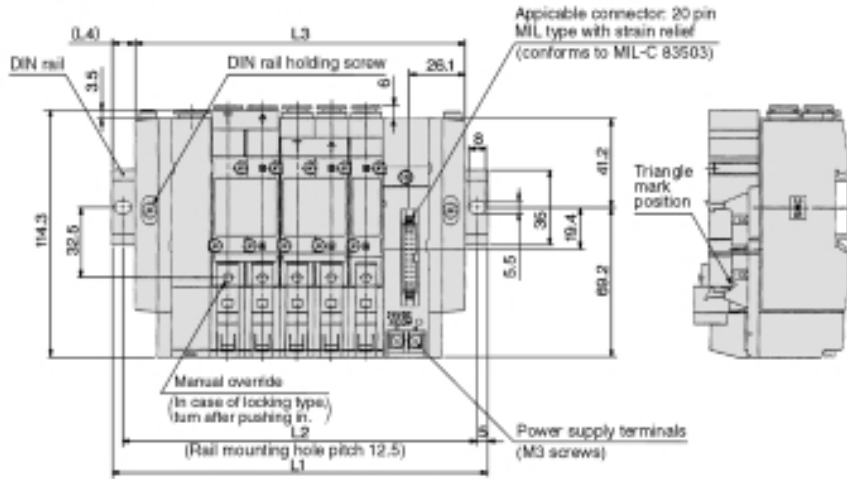 (L4)
L3
Appicable connector: 20 pin
MIL type with strain relief
(conforms to MIL-C 83503)
DIN rail
DIN rail holding screw
3.5
6
26.1
8
114.3
32.5
41.2
36
19.4
5.5
69.2
Triangle
mark
position
Manual override
(In case of locking type,
turn after pushing in.)
L2
5
(Rail mounting hole pitch 12.5)
L1
Power supply terminals
(M3 screws)